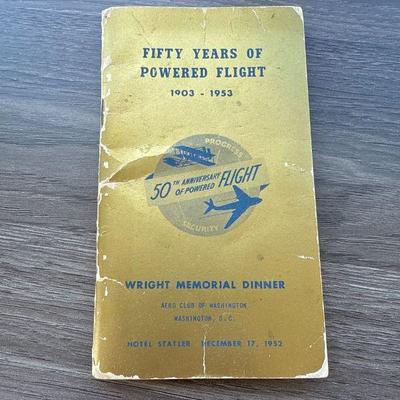 FIFTY YEARS OF
POWERED FLIGHT
1903 - 1953
PROGRESS
50TH ANNIVERSARY
OF POWERED FLIGHT
SECURITY
WRIGHT MEMORIAL DINNER
AERO CLUB OF WASHINGTON
WASHINGTON, D.C.
HOTEL STATLER DECEMBER 17, 1952